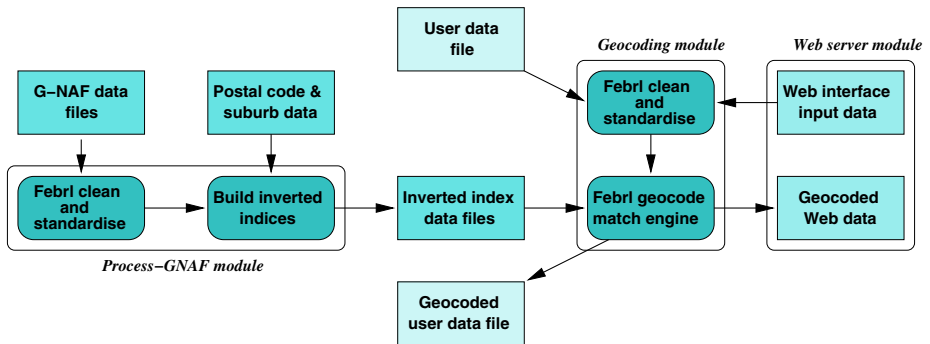 User data
file
Geocoding module
Web server module
G−NAF data
files
Postal code &
suburb data
Febrl clean
and
standardise
Web interface
input data
Febrl clean
and
standardise
Build inverted
indices
Inverted index
data files
Febrl geocode
match engine
Geocoded
Web data
Process−GNAF module
Geocoded
user data file